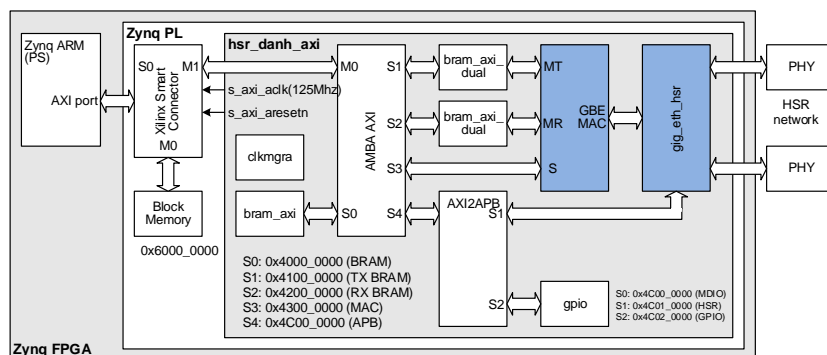 Zynq PL
Zynq ARM
(PS)
AXI port
S0
M1
Xilinx Smart
Connector
M0
Block
Memory
0x6000_0000
hsr_danh_axi
s_axi_aclk(125Mhz)
s_axi_aresetn
clkmgra
bram_axi
M0
S1
S2
S3
S0
S4
AMBA AXI
bram_axi_
dual
bram_axi_
dual
MT
MR
S
GBE
MAC
gig_eth_hsr
PHY
HSR
network
PHY
AXI2APB
S1
S2
gpio
S0: 0x4000_0000 (BRAM)
S1: 0x4100_0000 (TX BRAM)
S2: 0x4200_0000 (RX BRAM)
S3: 0x4300_0000 (MAC)
S4: 0x4C00_0000 (APB)
S0: 0x4C00_0000 (MDIO)
S1: 0x4C01_0000 (HSR)
S2: 0x4C02_0000 (GPIO)
Zynq FPGA